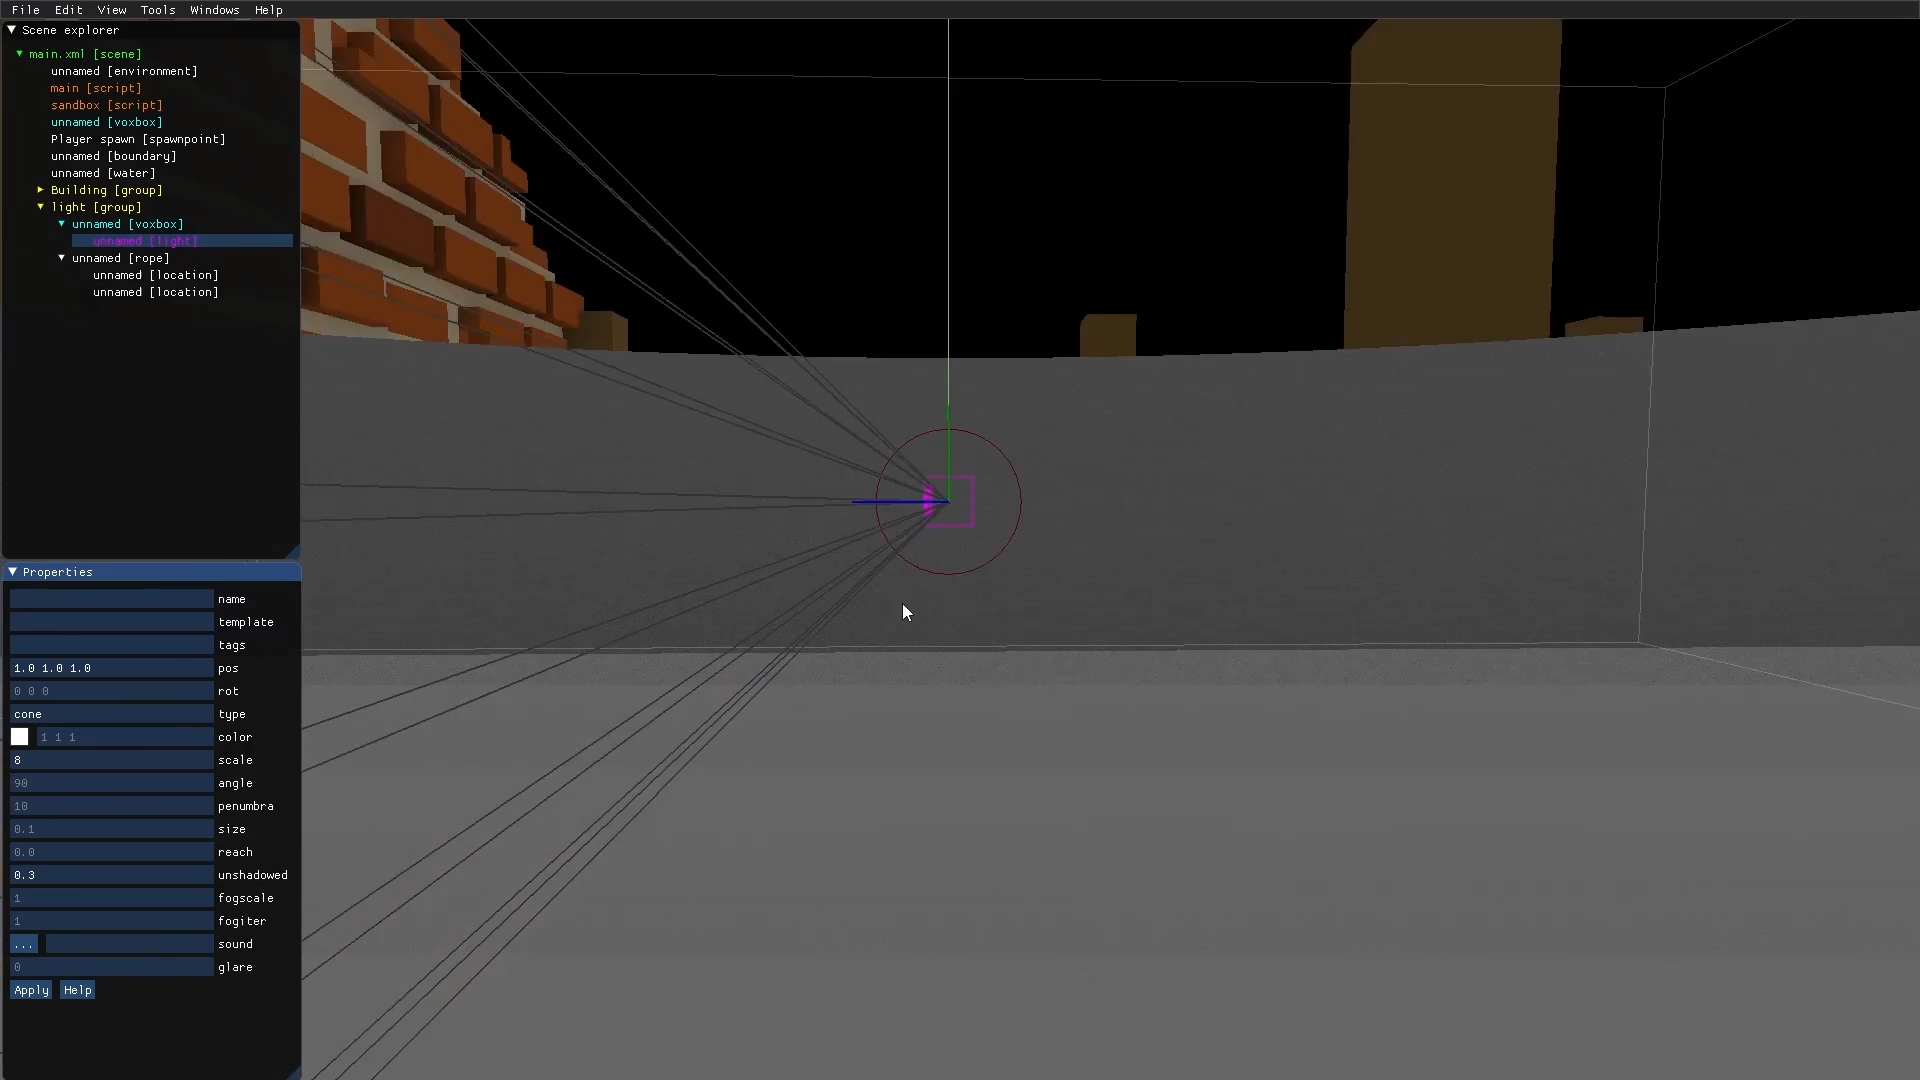 File Edit View Tools Windows Help
Scene explorer
main.xml [scene]
unnamed [environment]
main [script]
sandbox [script]
unnamed [voxbox]
Player spawn [spawnpoint]
unnamed [boundary]
unnamed [water]
Building [group]
light [group]
unnamed [voxbox]
unnamed [light]
unnamed [rope]
unnamed [location]
unnamed [location]
Properties
name
template
tags
1.0 1.0 1.0 pos
0 0 0 rot
cone type
1 1 1 color
8 scale
90 angle
10 penumbra
0.1 size
0.0 reach
0.3 unshadowed
1 fogscale
1 fogiter
... sound
0 glare
Apply Help